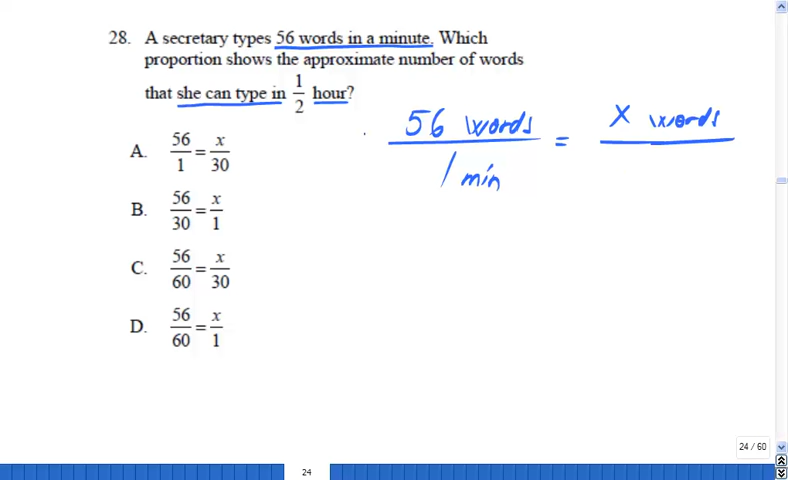 28. A secretary types 56 words in a minute. Which
proportion shows the approximate number of words
that she can type in 1/2 hour?
56 words / 1 min = x words
A. 56/1 = x/30
B. 56/30 = x/1
C. 56/60 = x/30
D. 56/60 = x/1
24 / 60
24